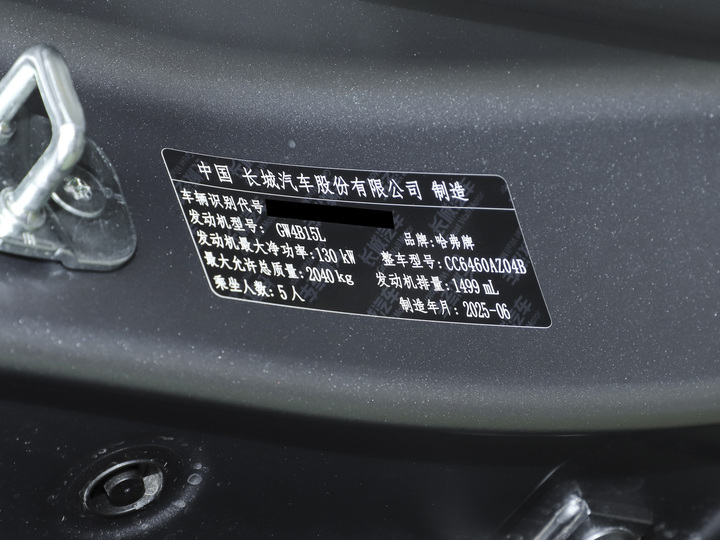 中国 长城汽车股份有限公司 制造
车辆识别代号
发动机型号: GW4B15L
品牌: 哈弗牌
发动机最大净功率: 130 kW
整车型号: CC6460AZ04B
最大允许总质量: 2040 kg
发动机排量: 1499 mL
乘坐人数: 5 人
制造年月: 2025-06